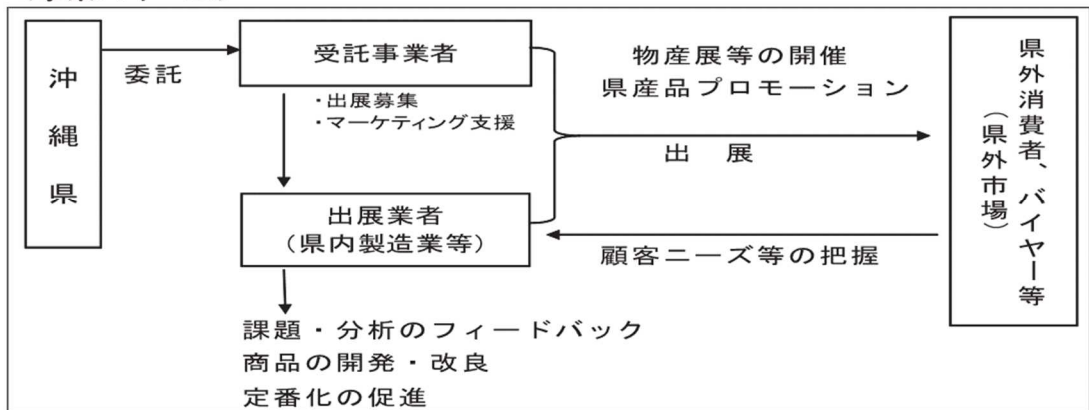 沖縄県
委託
受託事業者
・出展募集
・マーケティング支援
出展業者
（県内製造業等）
物産展等の開催
県産品プロモーション
出　展
顧客ニーズ等の把握
県外消費者、バイヤー等
（県外市場）
課題・分析のフィードバック
商品の開発・改良
定番化の促進